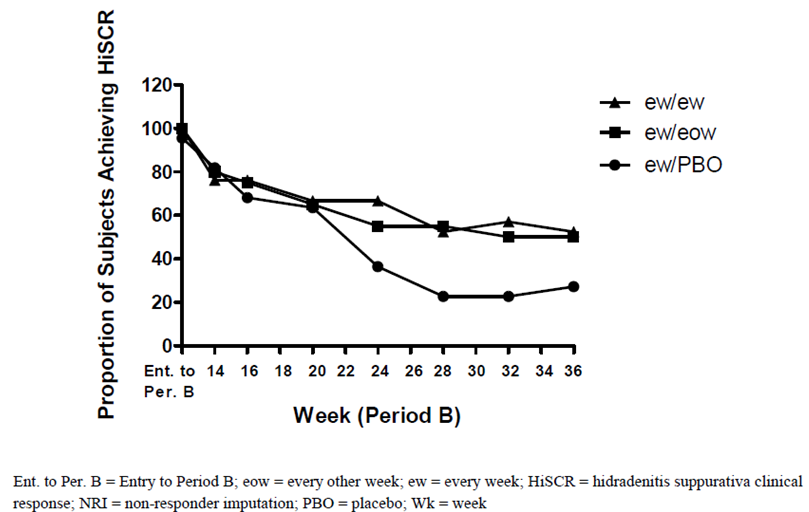 Proportion of Subjects Achieving HiSCR
120
100
80
60
40
20
0
Ent. to
Per. B
14 16 18 20 22 24 26 28 30 32 34 36
Week (Period B)
ew/ew
ew/eow
ew/PBO
Ent. to Per. B = Entry to Period B; eow = every other week; ew = every week; HiSCR = hidradenitis suppurativa clinical
response; NRI = non-responder imputation; PBO = placebo; Wk = week